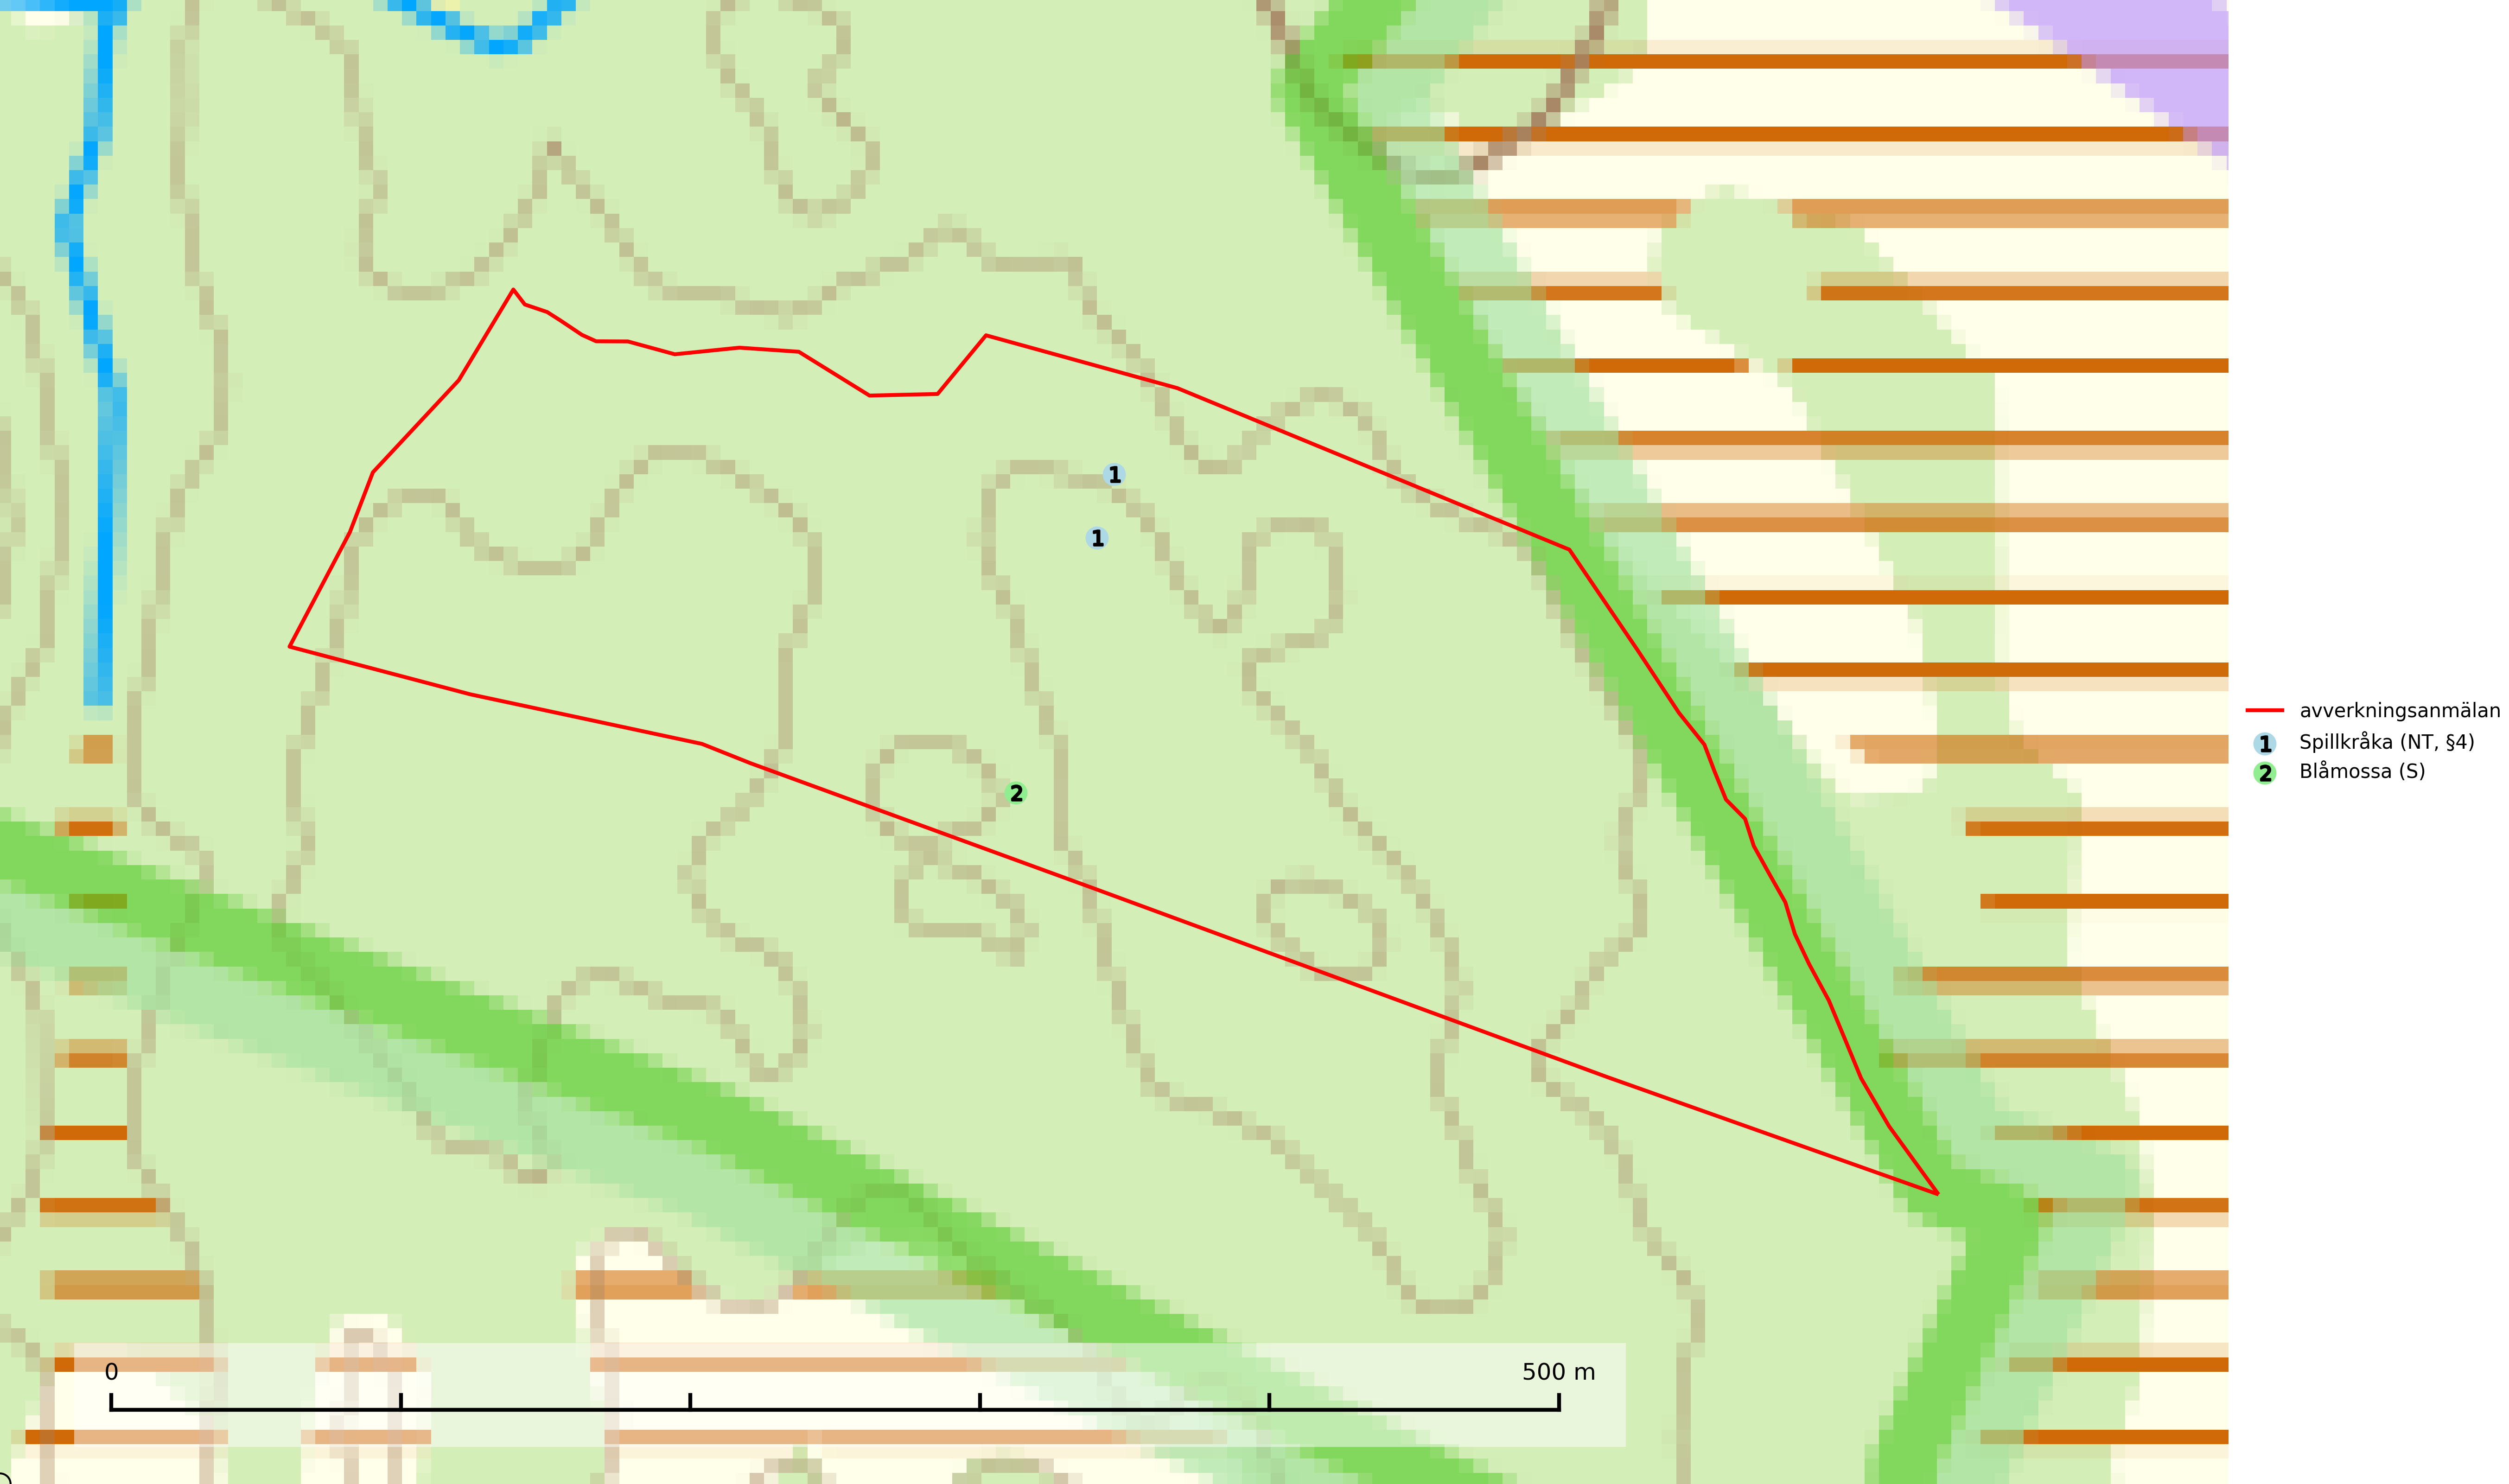 1
1
2
avverkningsanmälan
1 Spillkråka (NT, §4)
2 Blåmossa (S)
0 500 m